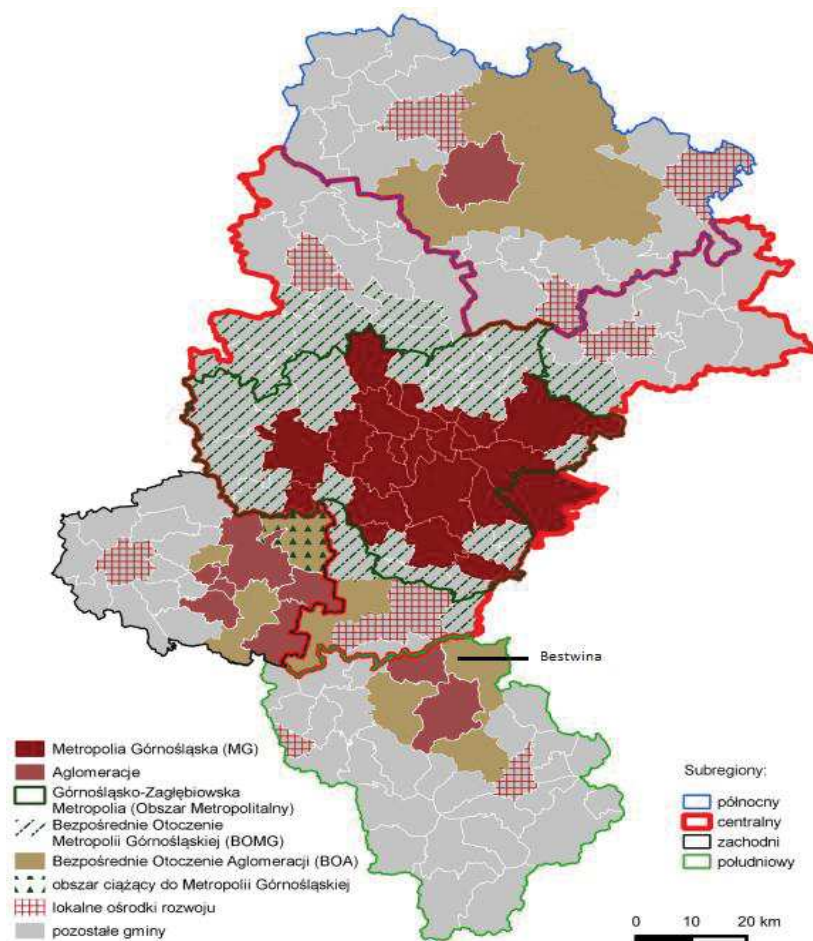 Bestwina
Metropolia Górnośląska (MG)
Aglomeracje
Górnośląsko-Zagłębiowska
Metropolia (Obszar Metropolitalny)
Bezpośrednie Otoczenie
Metropolii Górnośląskiej (BOMG)
Bezpośrednie Otoczenie Aglomeracji (BOA)
obszar ciążący do Metropolii Górnośląskiej
lokalne ośrodki rozwoju
pozostałe gminy
Subregiony:
północny
centralny
zachodni
południowy
0 10 20 km